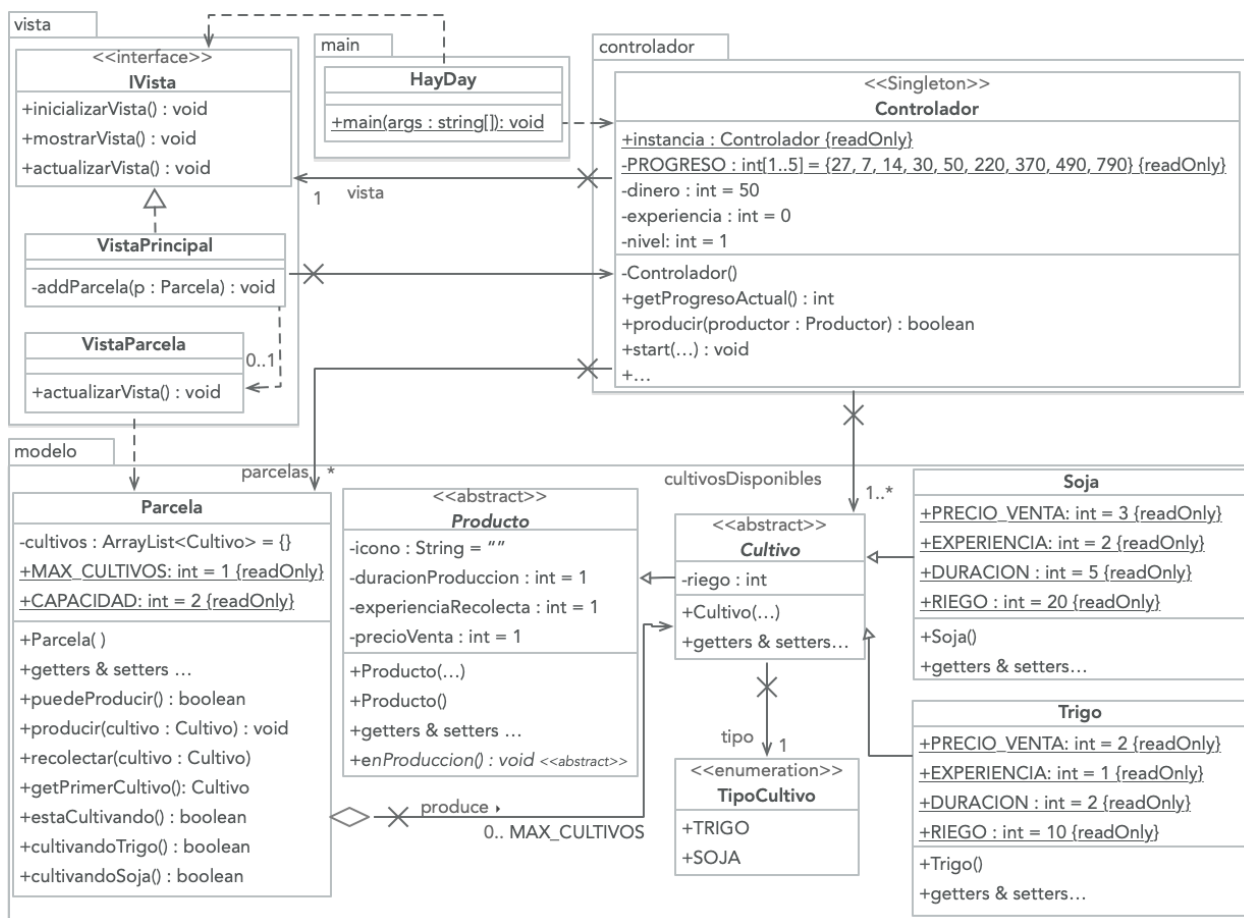 vista
<<interface>>
IVista
+inicializarVista() : void
+mostrarVista() : void
+actualizarVista() : void
VistaPrincipal
-addParcela(p : Parcela) : void
VistaParcela
0..1
+actualizarVista() : void
main
HayDay
+main(args : string[]): void
1 vista
controlador
<<Singleton>>
Controlador
+instancia : Controlador {readOnly}
-PROGRESO : int[1..5] = {27, 7, 14, 30, 50, 220, 370, 490, 790} {readOnly}
-dinero : int = 50
-experiencia : int = 0
-nivel: int = 1
-Controlador()
+getProgresoActual() : int
+producir(productor : Productor) : boolean
+start(...) : void
+...
modelo
parcelas *
Parcela
-cultivos : ArrayList<Cultivo> = {}
+MAX_CULTIVOS: int = 1 {readOnly}
+CAPACIDAD: int = 2 {readOnly}
+Parcela( )
+getters & setters ...
+puedeProducir() : boolean
+producir(cultivo : Cultivo) : void
+recolectar(cultivo : Cultivo)
+getPrimerCultivo(): Cultivo
+estaCultivando() : boolean
+cultivandoTrigo() : boolean
+cultivandoSoja() : boolean
<<abstract>>
Producto
-icono : String = ""
-duracionProduccion : int = 1
-experienciaRecolecta : int = 1
-precioVenta : int = 1
+Producto(...)
+Producto()
+getters & setters ...
+enProduccion() : void <<abstract>>
produce
0.. MAX_CULTIVOS
cultivosDisponibles
1..*
<<abstract>>
Cultivo
-riego : int
+Cultivo(...)
+getters & setters...
tipo 1
<<enumeration>>
TipoCultivo
+TRIGO
+SOJA
Soja
+PRECIO_VENTA: int = 3 {readOnly}
+EXPERIENCIA: int = 2 {readOnly}
+DURACION : int = 5 {readOnly}
+RIEGO : int = 20 {readOnly}
+Soja()
+getters & setters...
Trigo
+PRECIO_VENTA: int = 2 {readOnly}
+EXPERIENCIA: int = 1 {readOnly}
+DURACION : int = 2 {readOnly}
+RIEGO : int = 10 {readOnly}
+Trigo()
+getters & setters...